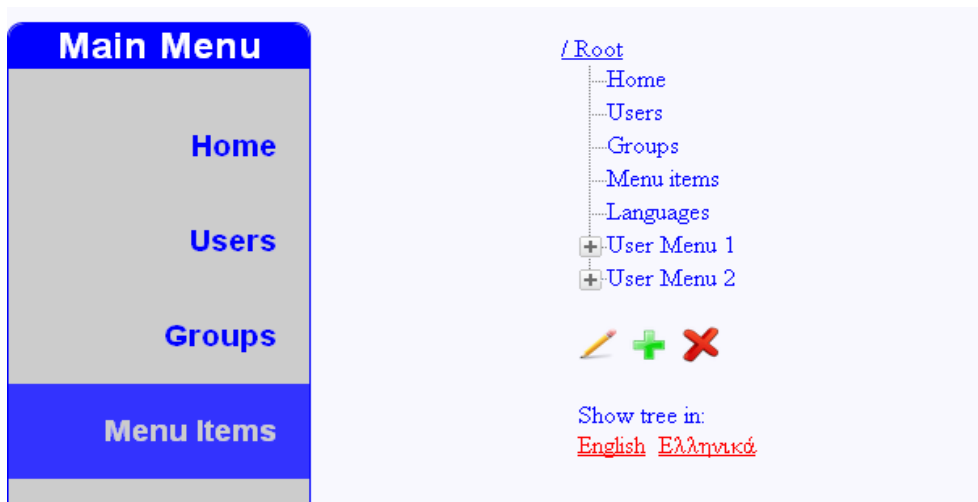 Main Menu
Home
Users
Groups
Menu Items
/ Root
Home
Users
Groups
Menu items
Languages
User Menu 1
User Menu 2
Show tree in:
English Ελληνικά